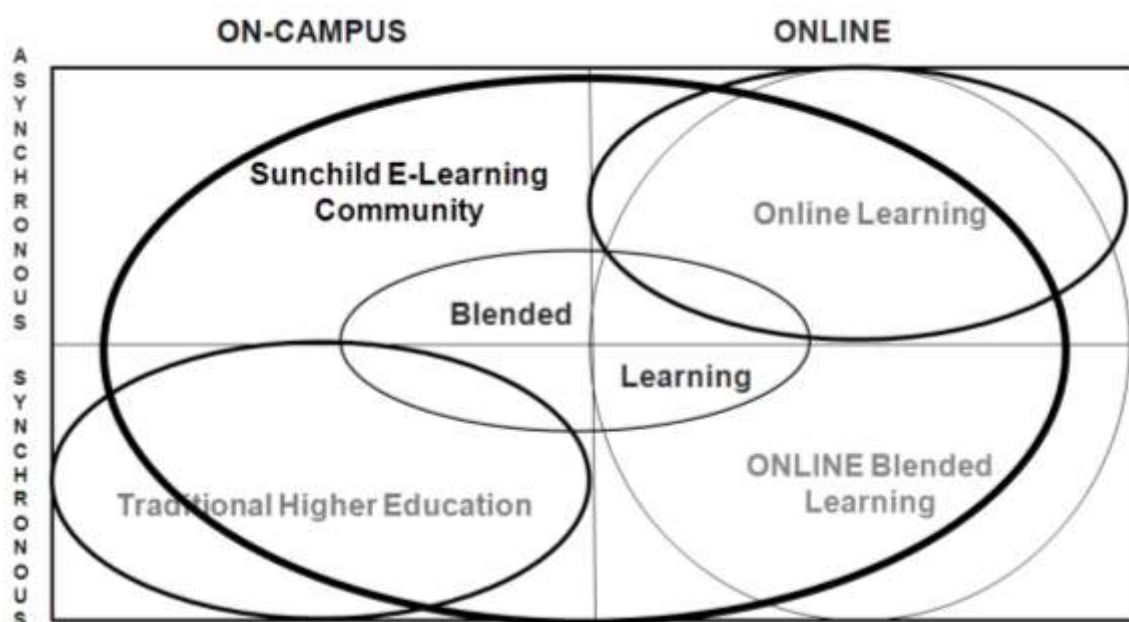 ON-CAMPUS
ONLINE
ASYNCHRONOUS
Sunchild E-Learning
Community
Online Learning
Blended
Learning
SYNCHRONOUS
Traditional Higher Education
ONLINE Blended
Learning